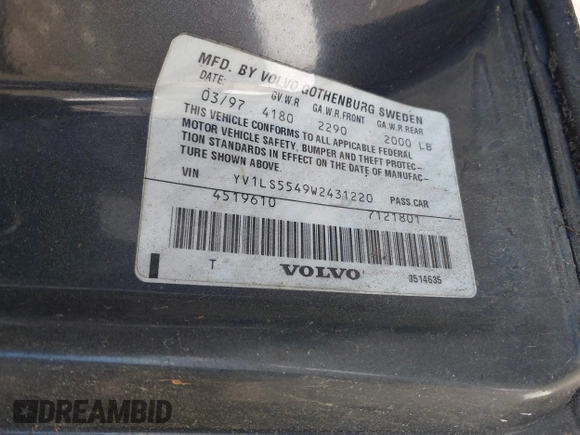 MFD. BY VOLVO GOTHENBURG SWEDEN
DATE: GV.W.R GA.W.R.FRONT GA.W.R.REAR
03/97 4180 2290 2000 LB
THIS VEHICLE CONFORMS TO ALL APPLICABLE FEDERAL
MOTOR VEHICLE SAFETY, BUMPER AND THEFT PROTEC-
TION STANDARDS IN EFFECT ON THE DATE OF MANUFAC-
TURE SHOWN ABOVE.
VIN YV1LS5549W2431220 PASS.CAR
4519610 7121801
T VOLVO 3514635
DREAMBID